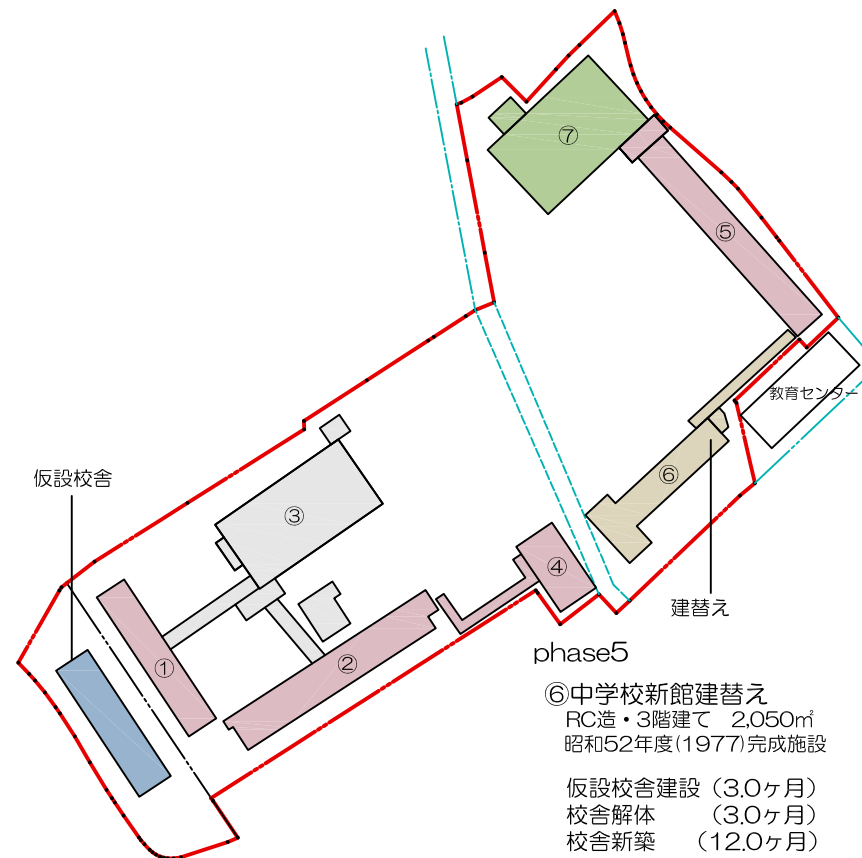 ⑦
⑤
教育センター
⑥
仮設校舎
③
④
建替え
①
②
phase5
⑥中学校新館建替え
RC造・3階建て 2,050㎡
昭和52年度(1977)完成施設
仮設校舎建設（3.0ヶ月）
校舎解体 （3.0ヶ月）
校舎新築 （12.0ヶ月）